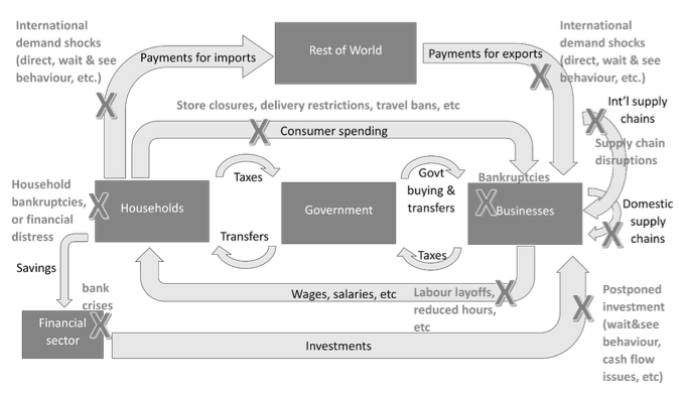 International
demand shocks
(direct, wait & see
behaviour, etc.)
Payments for imports
Rest of World
Payments for exports
International
demand shocks
(direct, wait & see
behaviour, etc.)
Store closures, delivery restrictions, travel bans, etc
Consumer spending
Int'l supply
chains
Supply chain
disruptions
Household
bankruptcies,
or financial
distress
Households
Taxes
Transfers
Government
Govt
buying &
transfers
Taxes
Bankruptcies
Businesses
Domestic
supply
chains
Savings
bank
crises
Financial
sector
Wages, salaries, etc
Labour layoffs,
reduced hours,
etc
Investments
Postponed
investment
(wait&see
behaviour,
cash flow
issues, etc)